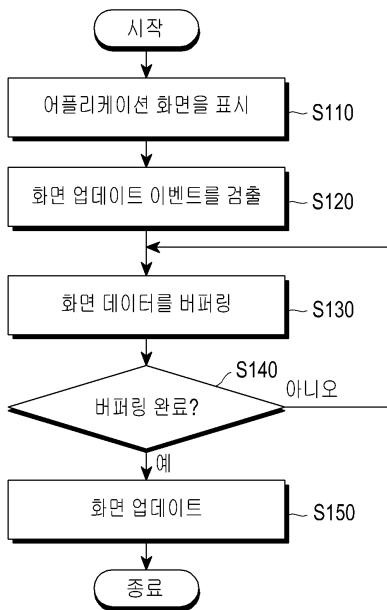 시작
어플리케이션 화면을 표시
S110
화면 업데이트 이벤트를 검출
S120
화면 데이터를 버퍼링
S130
S140
버퍼링 완료?
아니오
예
화면 업데이트
S150
종료